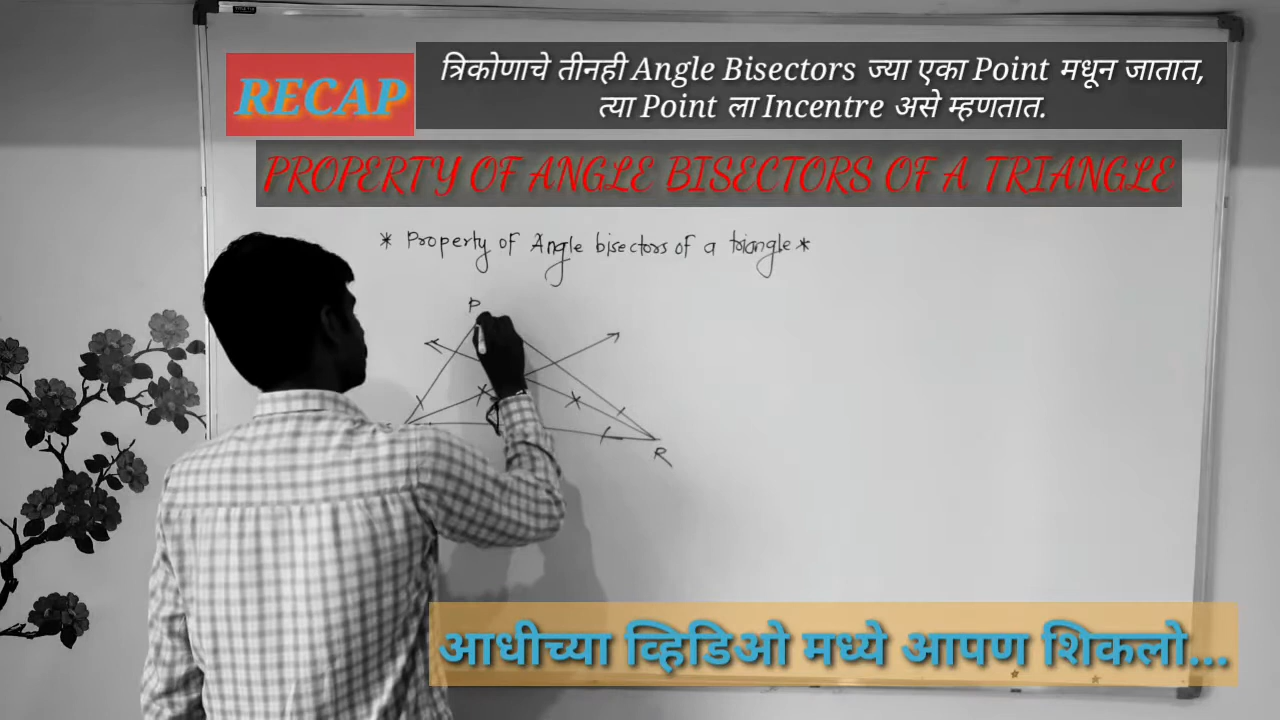 RECAP
त्रिकोणाचे तीनही Angle Bisectors ज्या एका Point मधून जातात,
त्या Point ला Incentre असे म्हणतात.
PROPERTY OF ANGLE BISECTORS OF A TRIANGLE
* Property of Angle bisectors of a triangle *
P
R
आधीच्या व्हिडिओ मध्ये आपण शिकलो...